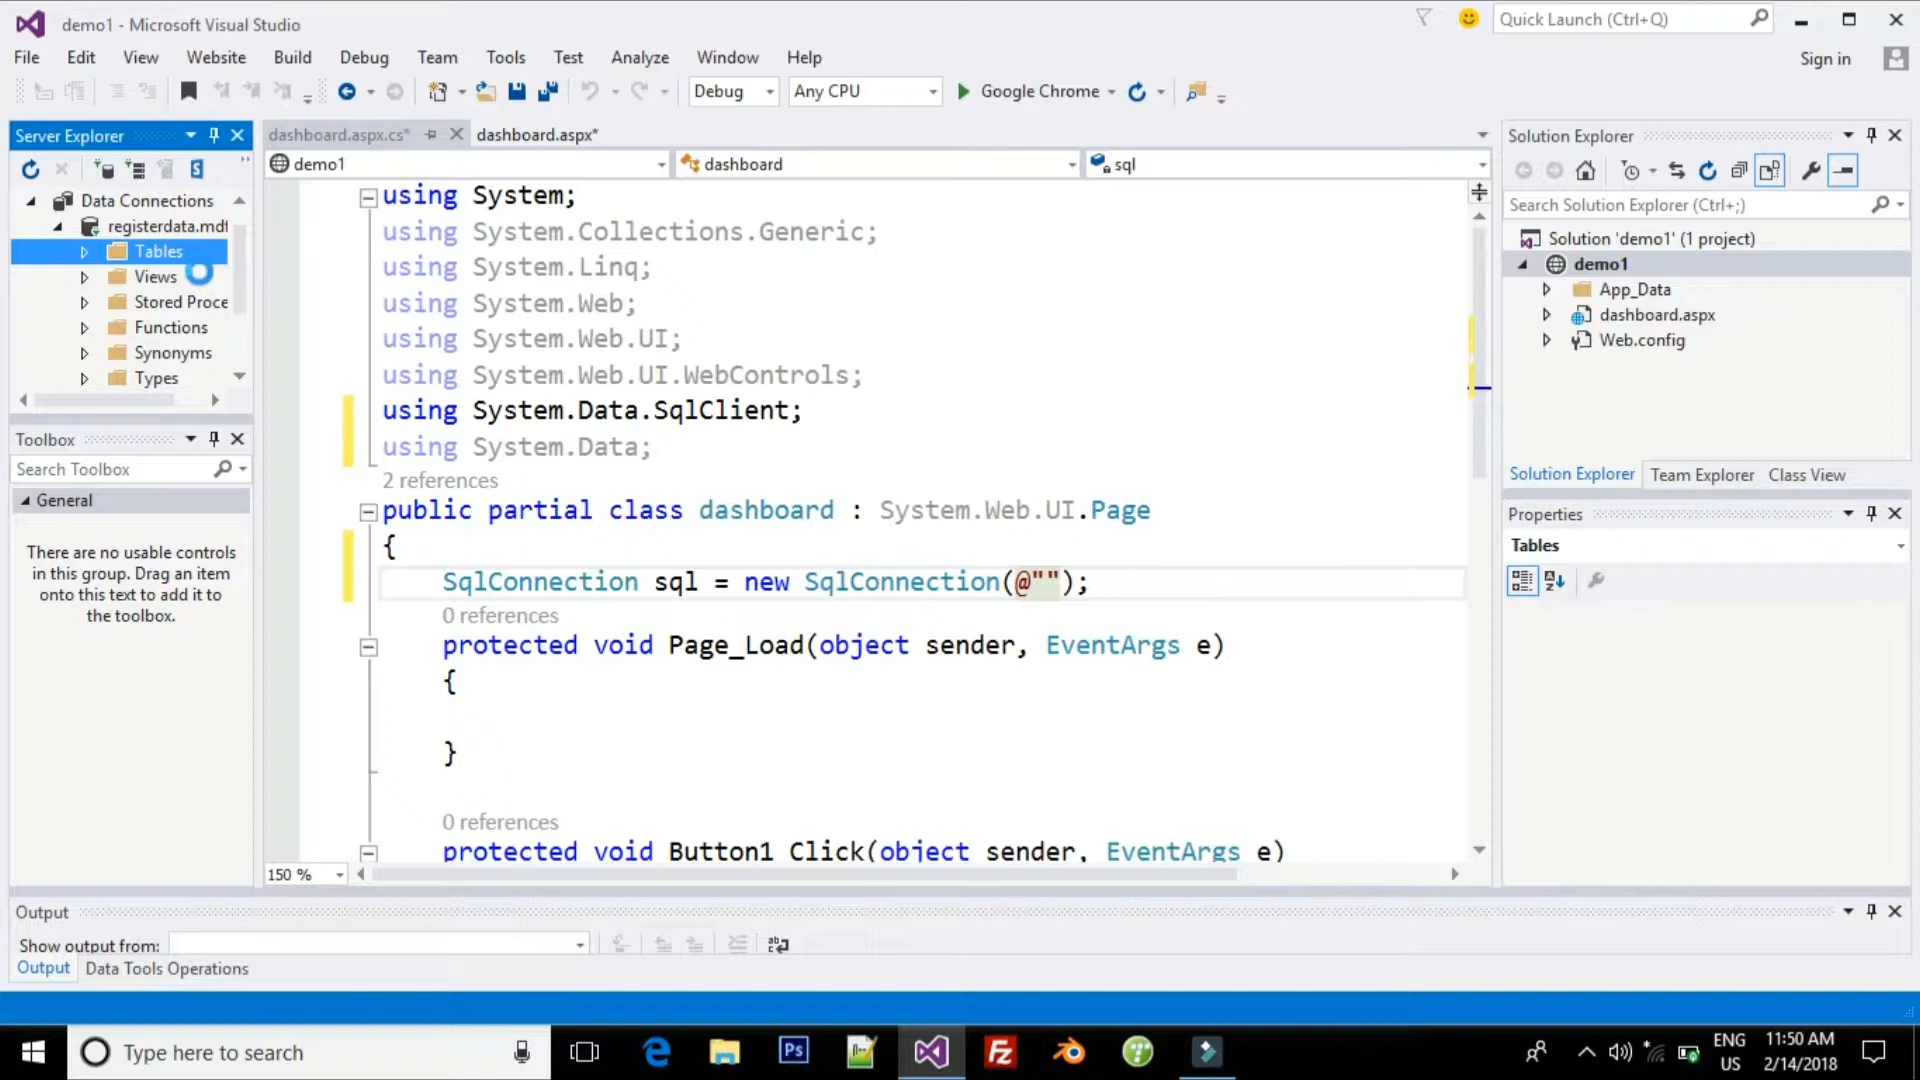 demo1 - Microsoft Visual Studio
Quick Launch (Ctrl+Q)
File Edit View Website Build Debug Team Tools Test Analyze Window Help
Sign in
Debug
Any CPU
Google Chrome
Server Explorer
Data Connections
registerdata.mdf
Tables
Views
Stored Proce
Functions
Synonyms
Types
Toolbox
Search Toolbox
General
There are no usable controls
in this group. Drag an item
onto this text to add it to
the toolbox.
dashboard.aspx.cs*
dashboard.aspx*
demo1
dashboard
sql
using System;
using System.Collections.Generic;
using System.Linq;
using System.Web;
using System.Web.UI;
using System.Web.UI.WebControls;
using System.Data.SqlClient;
using System.Data;
2 references
public partial class dashboard : System.Web.UI.Page
{
SqlConnection sql = new SqlConnection(@"");
0 references
protected void Page_Load(object sender, EventArgs e)
{
}
0 references
protected void Button1_Click(object sender, EventArgs e)
150 %
Solution Explorer
Search Solution Explorer (Ctrl+;)
Solution 'demo1' (1 project)
demo1
App_Data
dashboard.aspx
Web.config
Solution Explorer Team Explorer Class View
Properties
Tables
Output
Show output from:
Output Data Tools Operations
Type here to search
Ps
Fz
ENG
US
11:50 AM
2/14/2018